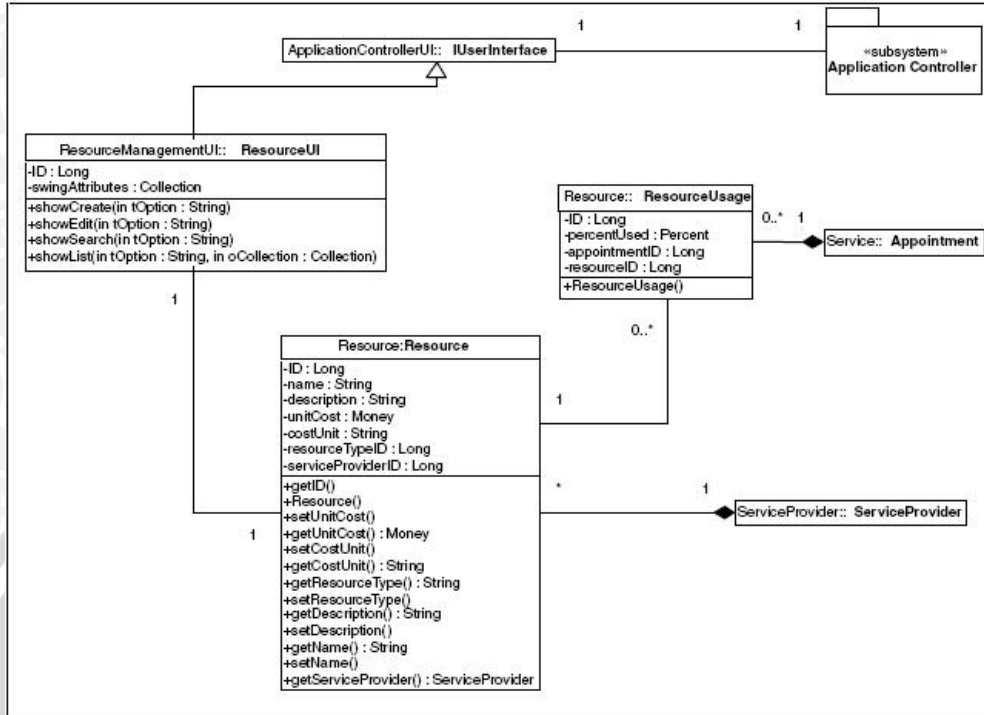 1 1
ApplicationControllerUI:: IUserInterface
«subsystem»
Application Controller
ResourceManagementUI:: ResourceUI
-ID : Long
-swingAttributes : Collection
+showCreate(in tOption : String)
+showEdit(in tOption : String)
+showSearch(in tOption : String)
+showList(in tOption : String, in oCollection : Collection)
Resource:: ResourceUsage
-ID : Long
-percentUsed : Percent
-appointmentID : Long
-resourceID : Long
+ResourceUsage()
0..* 1
Service:: Appointment
1
0..*
Resource:Resource
-ID : Long
-name : String
-description : String
-unitCost : Money
-costUnit : String
-resourceTypeID : Long
-serviceProviderID : Long
+getID()
+Resource()
+setUnitCost()
+getUnitCost() : Money
+setCostUnit()
+getCostUnit() : String
+getResourceType() : String
+setResourceType()
+getDescription() : String
+setDescription()
+getName() : String
+setName()
+getServiceProvider() : ServiceProvider
1
* 1
ServiceProvider:: ServiceProvider
1